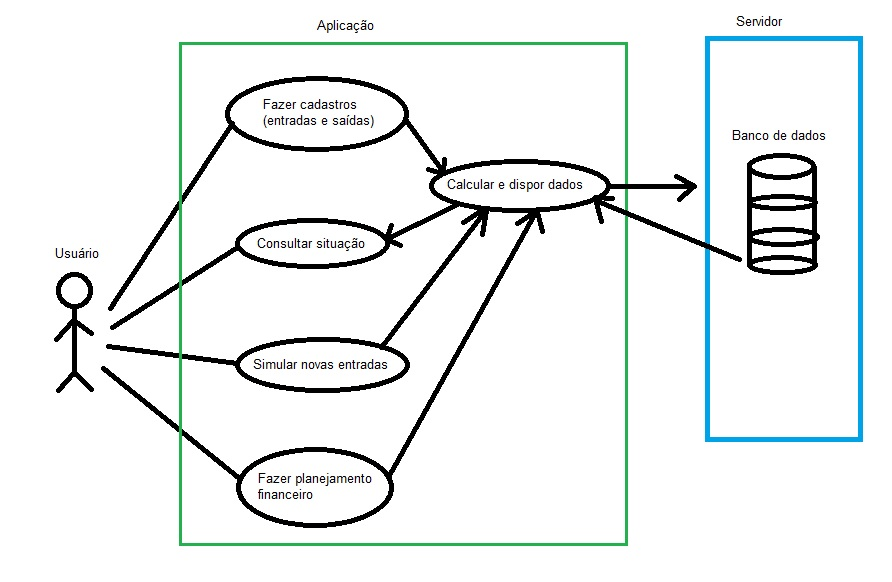 Aplicação
Servidor
Fazer cadastros
(entradas e saídas)
Banco de dados
Calcular e dispor dados
Consultar situação
Usuário
Simular novas entradas
Fazer planejamento
financeiro